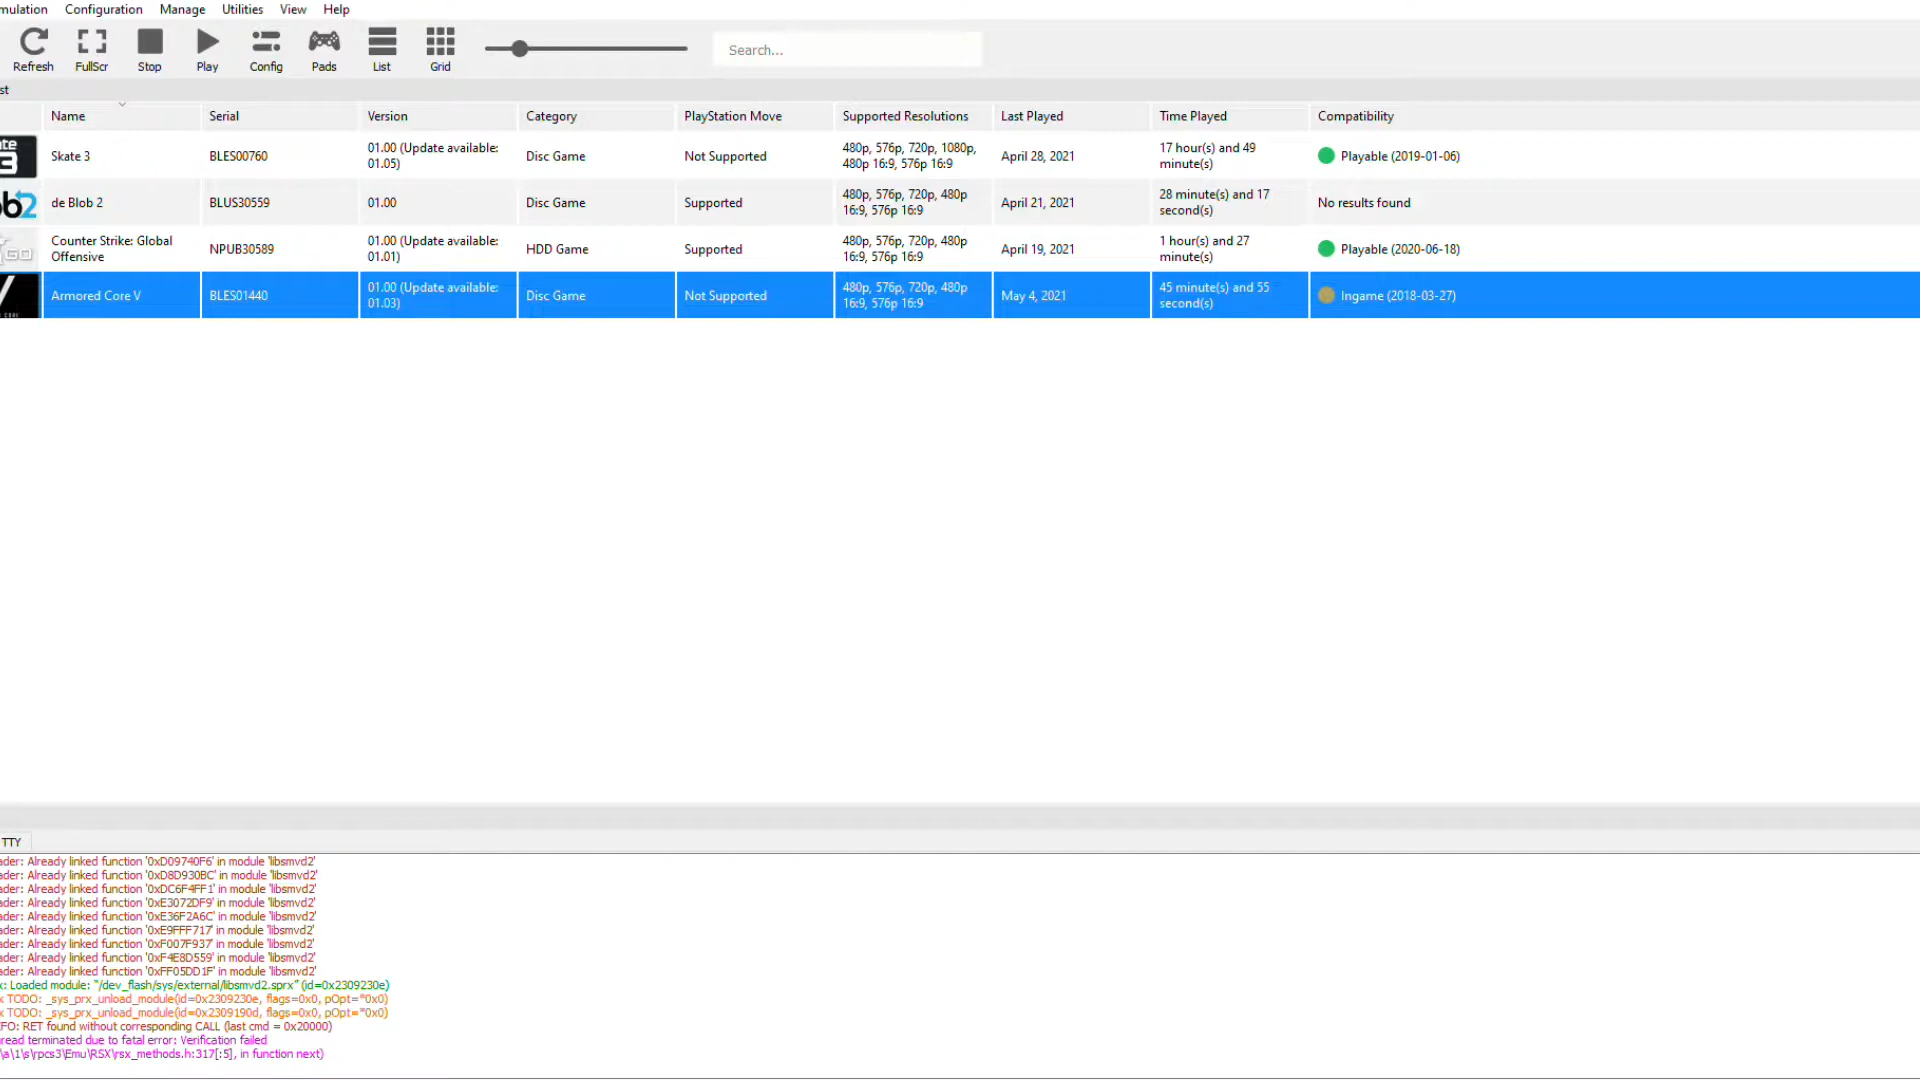 mulation Configuration Manage Utilities View Help
Refresh FullScr Stop Play Config Pads List Grid Search...
st
Name Serial Version Category PlayStation Move Supported Resolutions Last Played Time Played Compatibility
Skate 3 BLES00760 01.00 (Update available: 01.05) Disc Game Not Supported 480p, 576p, 720p, 1080p, 480p 16:9, 576p 16:9 April 28, 2021 17 hour(s) and 49 minute(s) Playable (2019-01-06)
de Blob 2 BLUS30559 01.00 Disc Game Supported 480p, 576p, 720p, 480p 16:9, 576p 16:9 April 21, 2021 28 minute(s) and 17 second(s) No results found
Counter Strike: Global Offensive NPUB30589 01.00 (Update available: 01.01) HDD Game Supported 480p, 576p, 720p, 480p 16:9, 576p 16:9 April 19, 2021 1 hour(s) and 27 minute(s) Playable (2020-06-18)
Armored Core V BLES01440 01.00 (Update available: 01.03) Disc Game Not Supported 480p, 576p, 720p, 480p 16:9, 576p 16:9 May 4, 2021 45 minute(s) and 55 second(s) Ingame (2018-03-27)
TTY
ader: Already linked function '0xD09740F6' in module 'libsmvd2'
ader: Already linked function '0xD8D930BC' in module 'libsmvd2'
ader: Already linked function '0xDC6F4FF1' in module 'libsmvd2'
ader: Already linked function '0xE3072DF9' in module 'libsmvd2'
ader: Already linked function '0xE36F2A6C' in module 'libsmvd2'
ader: Already linked function '0xE9FFF717' in module 'libsmvd2'
ader: Already linked function '0xF007F937' in module 'libsmvd2'
ader: Already linked function '0xF4E8D559' in module 'libsmvd2'
ader: Already linked function '0xFF05DD1F' in module 'libsmvd2'
x: Loaded module: "/dev_flash/sys/external/libsmvd2.sprx" (id=0x2309230e)
x TODO: _sys_prx_unload_module(id=0x2309230e, flags=0x0, pOpt=*0x0)
x TODO: _sys_prx_unload_module(id=0x2309190d, flags=0x0, pOpt=*0x0)
FO: RET found without corresponding CALL (last cmd = 0x20000)
read terminated due to fatal error: Verification failed
\a\1\s\rpcs3\Emu\RSX\rsx_methods.h:317[:5], in function next)